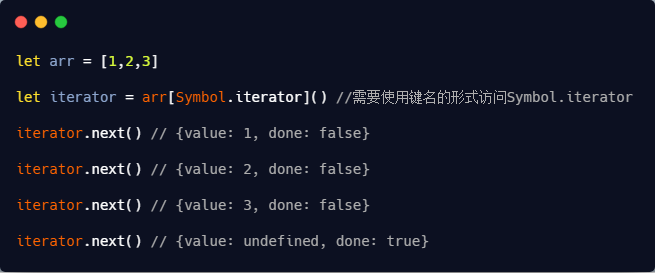 let arr = [1,2,3]
let iterator = arr[Symbol.iterator]() //需要使用键名的形式访问Symbol.iterator
iterator.next() // {value: 1, done: false}
iterator.next() // {value: 2, done: false}
iterator.next() // {value: 3, done: false}
iterator.next() // {value: undefined, done: true}